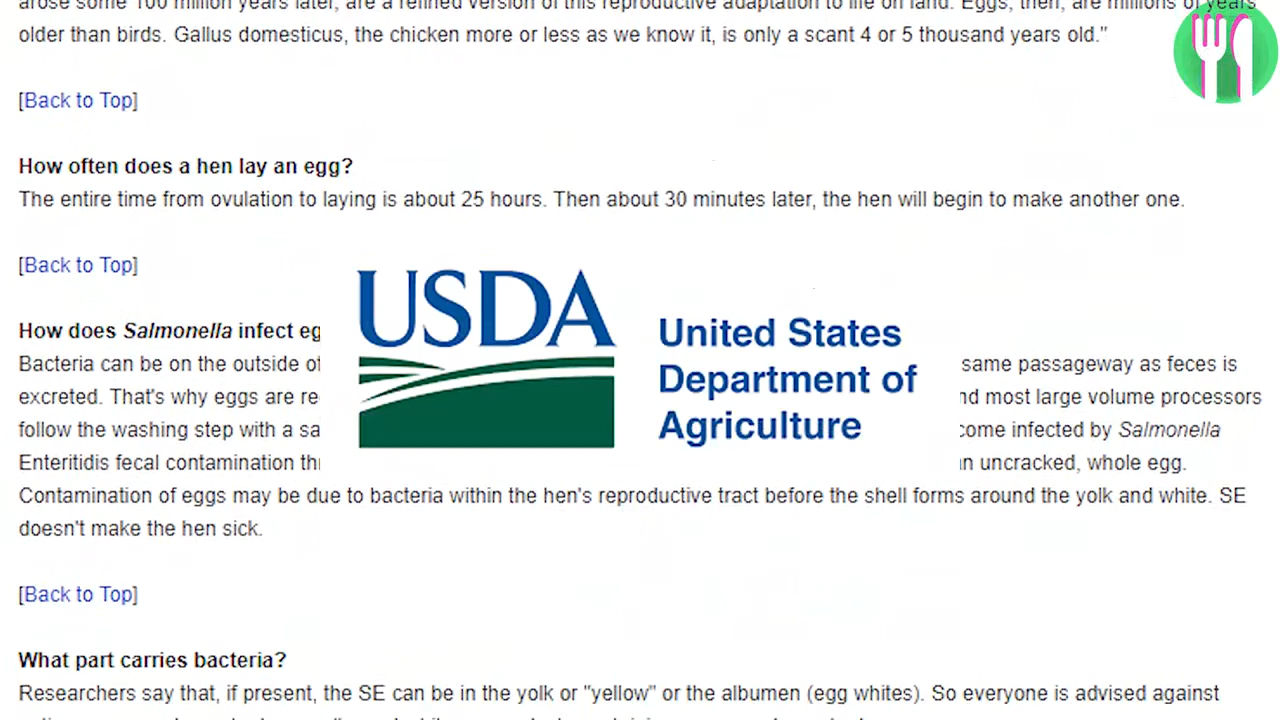 arose some 100 million years later, are a refined version of this reproductive adaptation to life on land. Eggs, then, are millions of years
older than birds. Gallus domesticus, the chicken more or less as we know it, is only a scant 4 or 5 thousand years old."
[Back to Top]
How often does a hen lay an egg?
The entire time from ovulation to laying is about 25 hours. Then about 30 minutes later, the hen will begin to make another one.
[Back to Top]
How does Salmonella infect
Bacteria can be on the outside of same passageway as feces is
excreted. That's why eggs are most large volume processors
follow the washing step with a infected by Salmonella
Enteritidis fecal contamination uncracked, whole egg.
USDA
United States
Department of
Agriculture
Contamination of eggs may be due to bacteria within the hen's reproductive tract before the shell forms around the yolk and white. SE
doesn't make the hen sick.
[Back to Top]
What part carries bacteria?
Researchers say that, if present, the SE can be in the yolk or "yellow" or the albumen (egg whites). So everyone is advised against